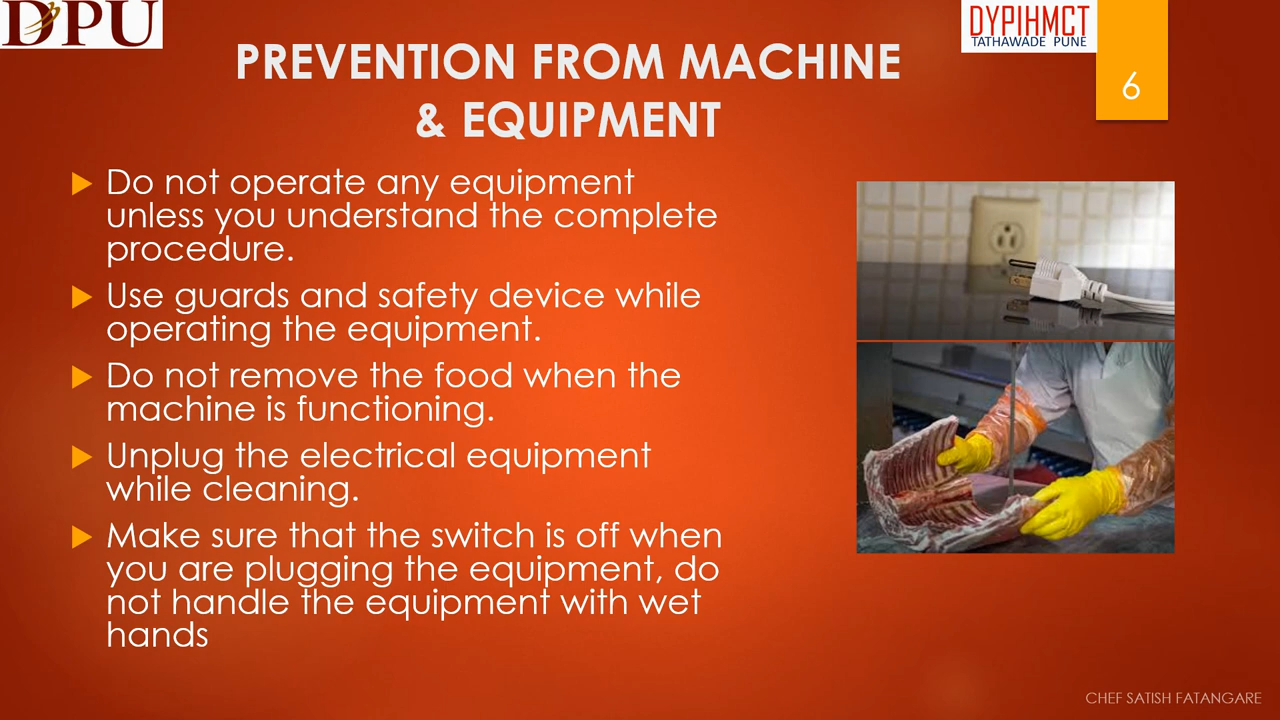 DPU
DYPIHMCT
TATHAWADE PUNE
6
PREVENTION FROM MACHINE
& EQUIPMENT
Do not operate any equipment
unless you understand the complete
procedure.
Use guards and safety device while
operating the equipment.
Do not remove the food when the
machine is functioning.
Unplug the electrical equipment
while cleaning.
Make sure that the switch is off when
you are plugging the equipment, do
not handle the equipment with wet
hands
CHEF SATISH FATANGARE